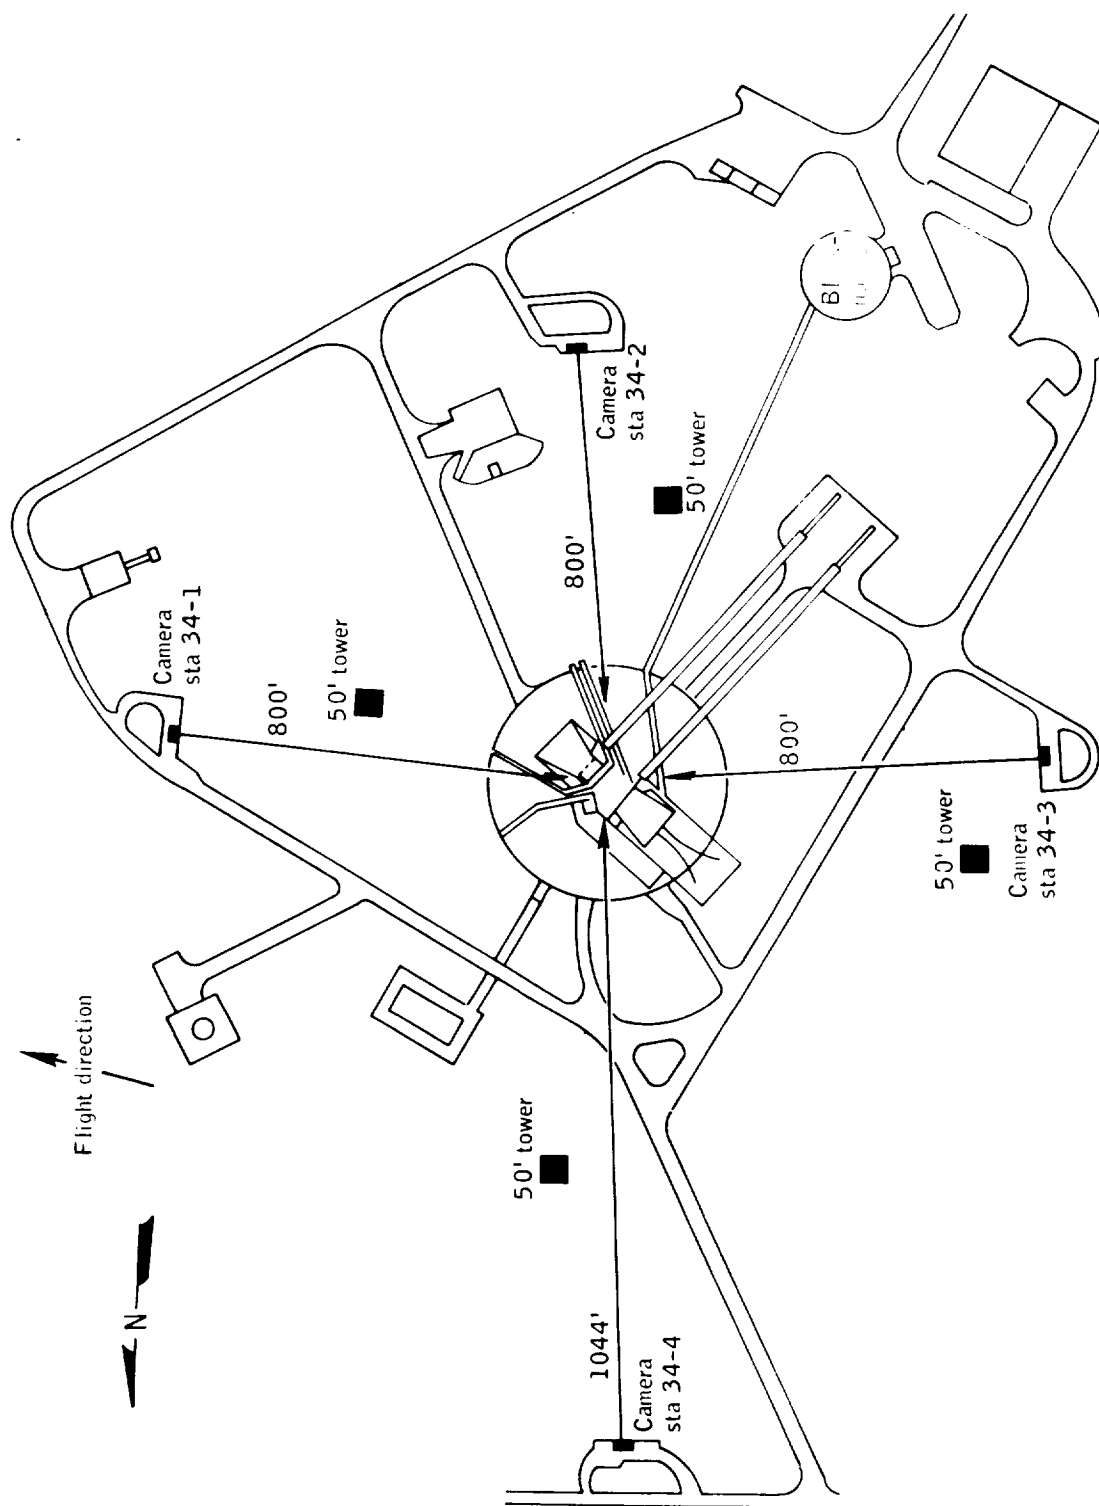 Flight direction
N
Camera
sta 34-1
800'
50' tower
Camera
sta 34-2
800'
50' tower
Bl
800'
50' tower
Camera
sta 34-3
50' tower
1044'
Camera
sta 34-4